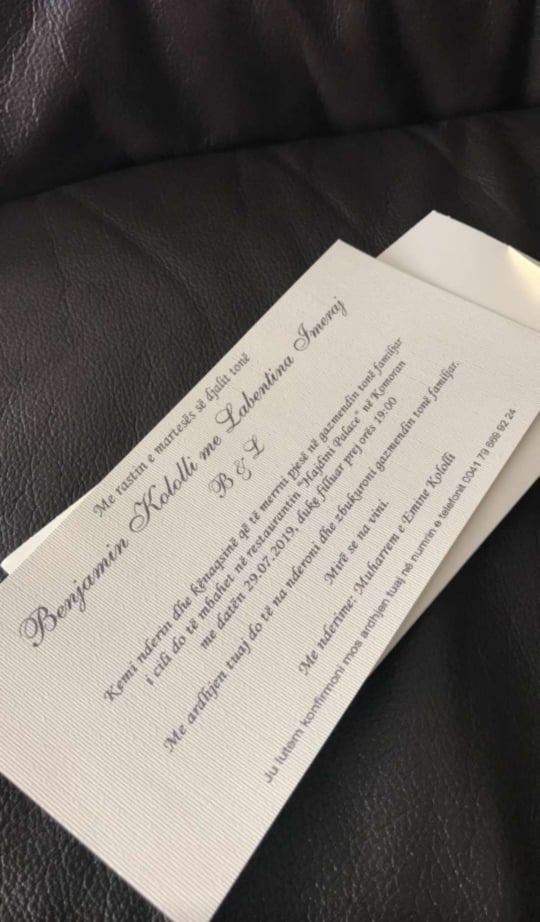 Me rastin e martesës së djalit tonë
Benjamin Kololli me Labentina Imeraj
B & L
Kemi nderin dhe kënaqsinë që të merrni pjesë në gazmendin tonë familjar
i cili do të mbahet në restaurantin "Hajdini Palace" në Komoran
me datën 29.07.2019, duke filluar prej orës 19:00
Me ardhjen tuaj do të na nderoni dhe zbukuroni gazmendin tonë familjar.
Mirë se na vini.
Me nderime: Muharrem e Emine Kololli
Ju lutem konfirmoni mos ardhjen tuaj në numrin e telefonit 0041 79 668 92 24